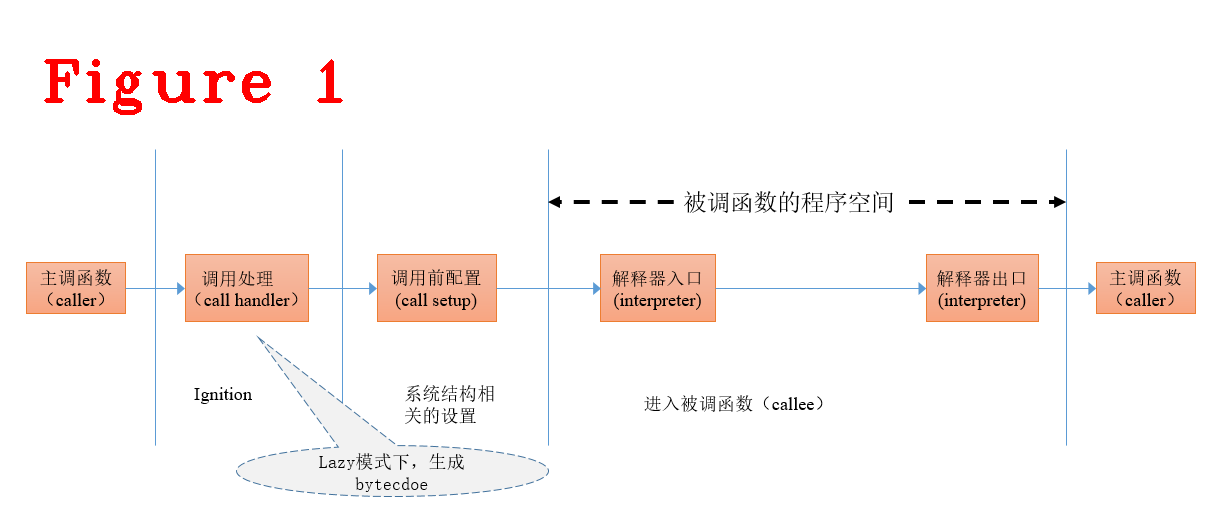 Figure 1
被调函数的程序空间
主调函数
（caller）
调用处理
（call handler）
调用前配置
(call setup)
解释器入口
(interpreter)
解释器出口
(interpreter)
主调函数
（caller）
Ignition
系统结构相
关的设置
进入被调函数（callee）
Lazy模式下，生成
bytecdoe